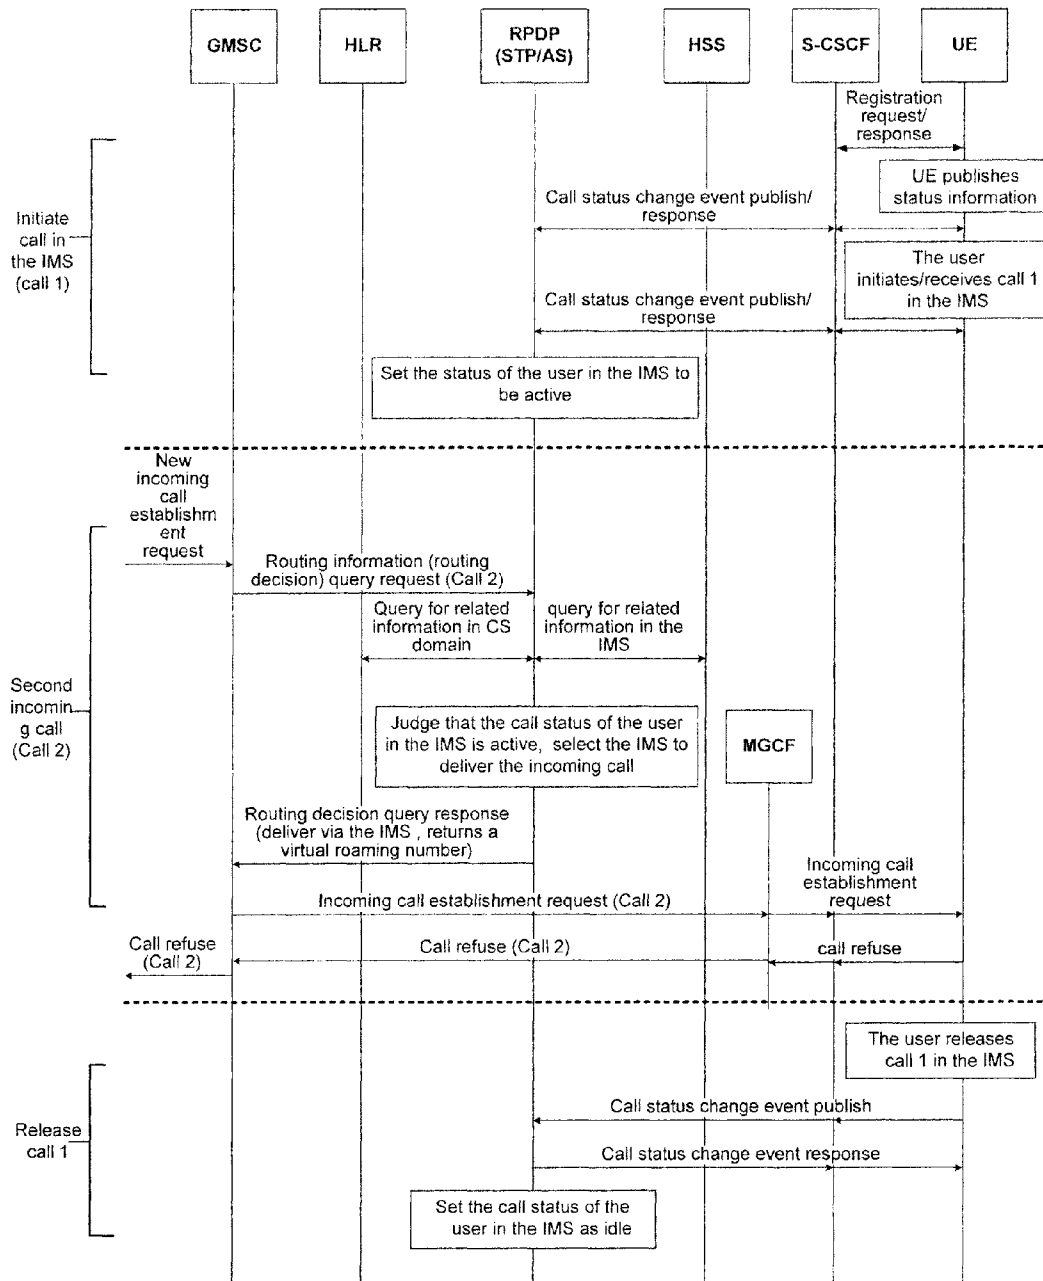 GMSC
HLR
RPDP
(STP/AS)
HSS
S-CSCF
UE
Registration
request/
response
UE publishes
status information
Call status change event publish/
response
Initiate
call in
the IMS
(call 1)
The user
initiates/receives call 1
in the IMS
Call status change event publish/
response
Set the status of the user in the IMS to
be active
New
incoming
call
establishm
ent
request
Routing information (routing
decision) query request (Call 2)
Query for related
information in CS
domain
query for related
information in the
IMS
Second
incomin
g call
(Call 2)
Judge that the call status of the user
in the IMS is active, select the IMS to
deliver the incoming call
MGCF
Routing decision query response
(deliver via the IMS , returns a
virtual roaming number)
Incoming call
establishment
request
Incoming call establishment request (Call 2)
Call refuse
(Call 2)
Call refuse (Call 2)
call refuse
The user releases
call 1 in the IMS
Call status change event publish
Release
call 1
Call status change event response
Set the call status of the
user in the IMS as idle